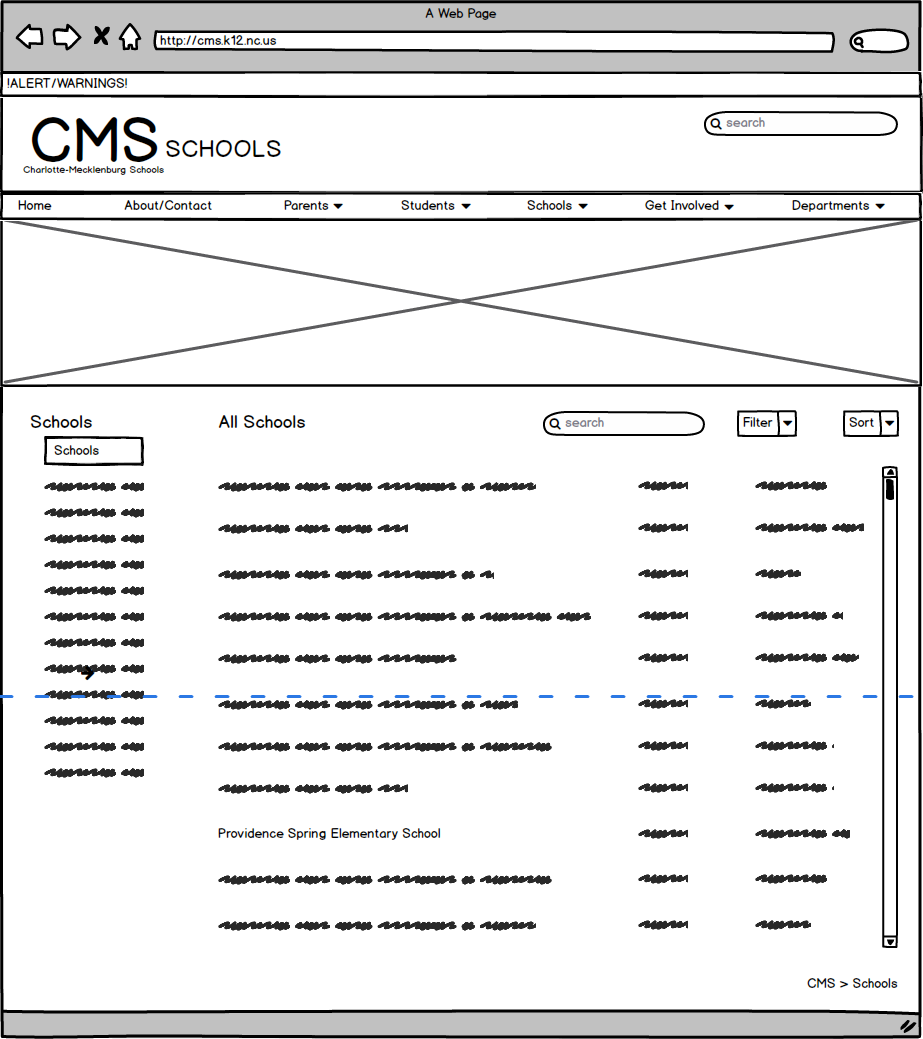 A Web Page
http://cms.k12.nc.us
!ALERT/WARNINGS!
CMS SCHOOLS
Charlotte-Mecklenburg Schools
search
Home About/Contact Parents Students Schools Get Involved Departments
Schools
Schools
All Schools
search
Filter
Sort
Providence Spring Elementary School
CMS > Schools